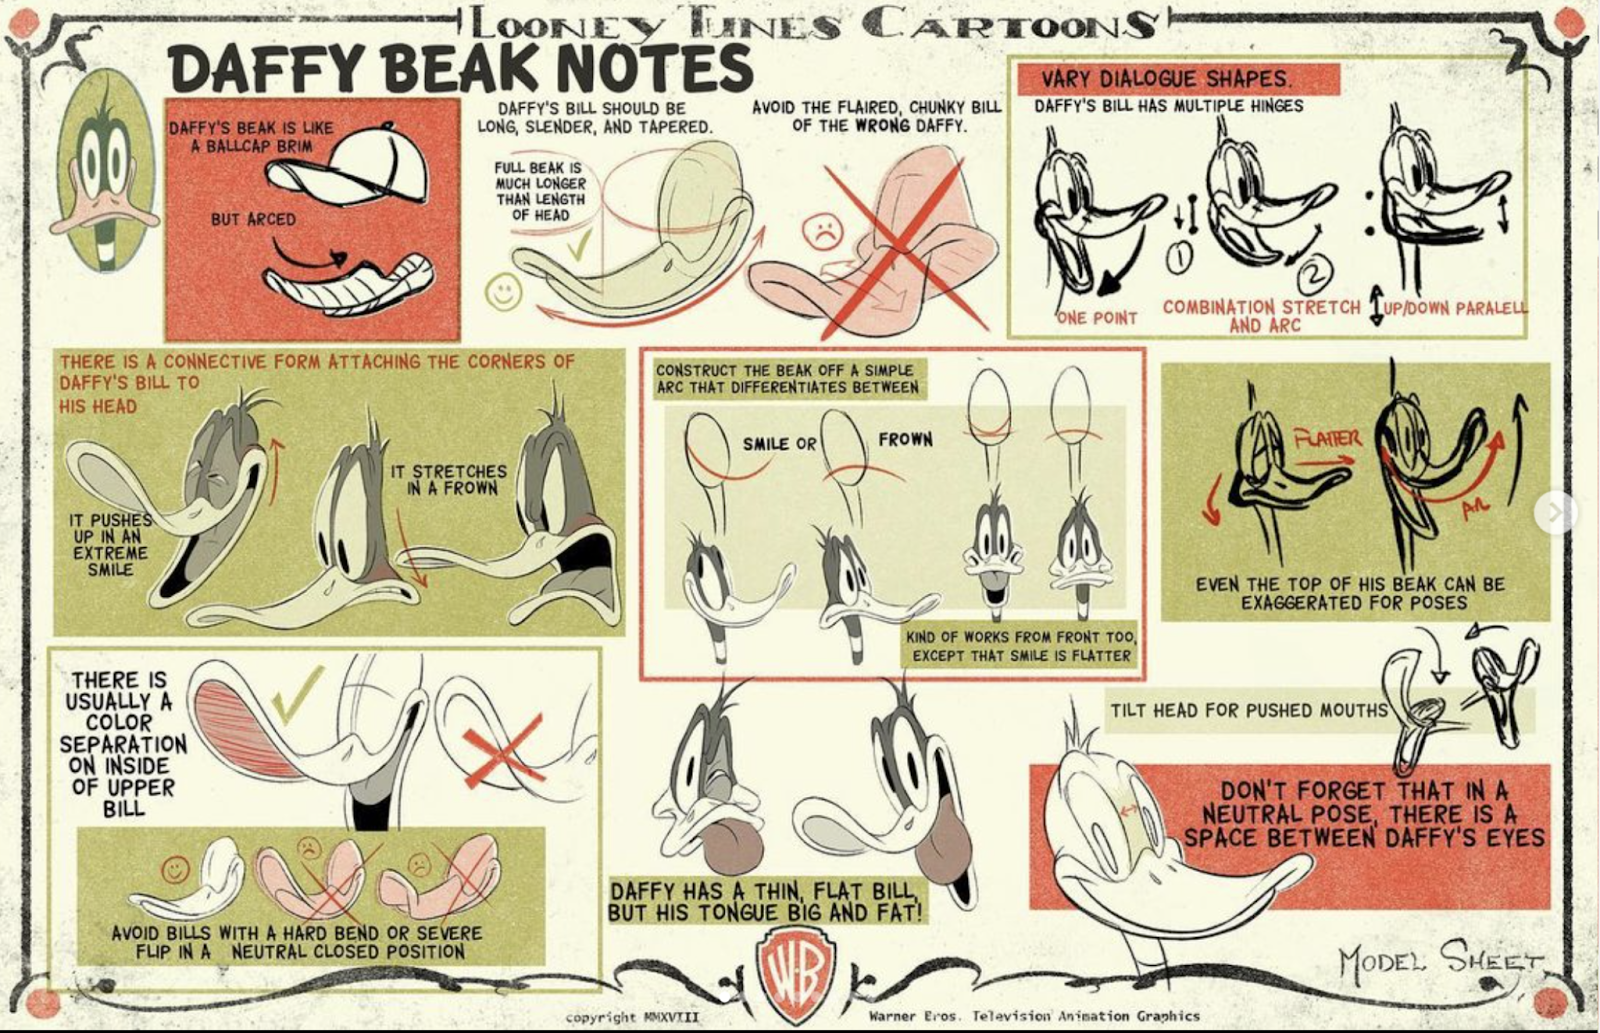 LOONEY TUNES CARTOONS
DAFFY BEAK NOTES
DAFFY'S BEAK IS LIKE
A BALLCAP BRIM
BUT ARCED
DAFFY'S BILL SHOULD BE
LONG, SLENDER, AND TAPERED.
FULL BEAK IS
MUCH LONGER
THAN LENGTH
OF HEAD
AVOID THE FLAIRED, CHUNKY BILL
OF THE WRONG DAFFY.
VARY DIALOGUE SHAPES.
DAFFY'S BILL HAS MULTIPLE HINGES
1
2
ONE POINT
COMBINATION STRETCH
AND ARC
UP/DOWN PARALELL
THERE IS A CONNECTIVE FORM ATTACHING THE CORNERS OF
DAFFY'S BILL TO
HIS HEAD
IT PUSHES
UP IN AN
EXTREME
SMILE
IT STRETCHES
IN A FROWN
CONSTRUCT THE BEAK OFF A SIMPLE
ARC THAT DIFFERENTIATES BETWEEN
SMILE OR
FROWN
KIND OF WORKS FROM FRONT TOO,
EXCEPT THAT SMILE IS FLATTER
FLATTER
EVEN THE TOP OF HIS BEAK CAN BE
EXAGGERATED FOR POSES
THERE IS
USUALLY A
COLOR
SEPARATION
ON INSIDE
OF UPPER
BILL
AVOID BILLS WITH A HARD BEND OR SEVERE
FLIP IN A NEUTRAL CLOSED POSITION
DAFFY HAS A THIN, FLAT BILL,
BUT HIS TONGUE BIG AND FAT!
TILT HEAD FOR PUSHED MOUTHS
DON'T FORGET THAT IN A
NEUTRAL POSE, THERE IS A
SPACE BETWEEN DAFFY'S EYES
MODEL SHEET
WB
copyright MMXVIII
Warner Bros. Television Animation Graphics